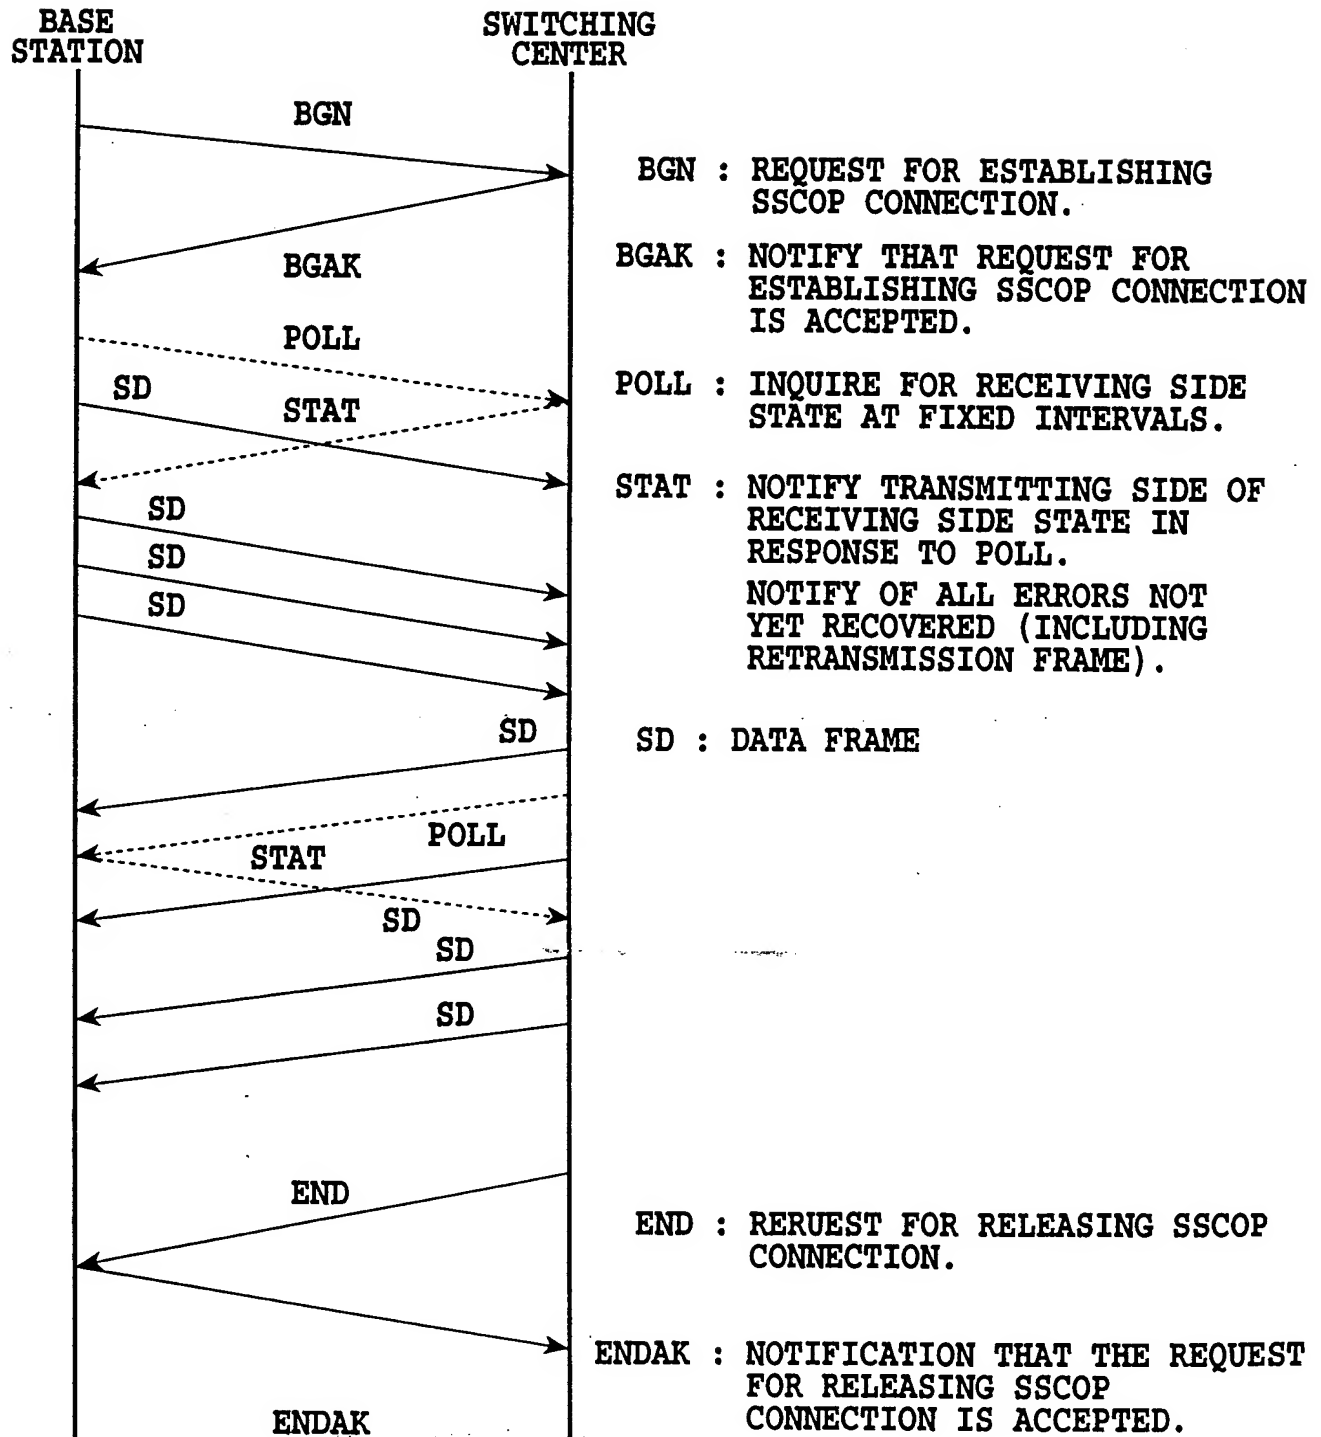 BASE
STATION
SWITCHING
CENTER
BGN
BGN : REQUEST FOR ESTABLISHING
SSCOP CONNECTION.
BGAK
BGAK : NOTIFY THAT REQUEST FOR
ESTABLISHING SSCOP CONNECTION
IS ACCEPTED.
POLL
SD
STAT
POLL : INQUIRE FOR RECEIVING SIDE
STATE AT FIXED INTERVALS.
SD
SD
SD
STAT : NOTIFY TRANSMITTING SIDE OF
RECEIVING SIDE STATE IN
RESPONSE TO POLL.
NOTIFY OF ALL ERRORS NOT
YET RECOVERED (INCLUDING
RETRANSMISSION FRAME).
SD
SD : DATA FRAME
POLL
STAT
SD
SD
SD
END
END : RERUEST FOR RELEASING SSCOP
CONNECTION.
ENDAK : NOTIFICATION THAT THE REQUEST
FOR RELEASING SSCOP
CONNECTION IS ACCEPTED.
ENDAK